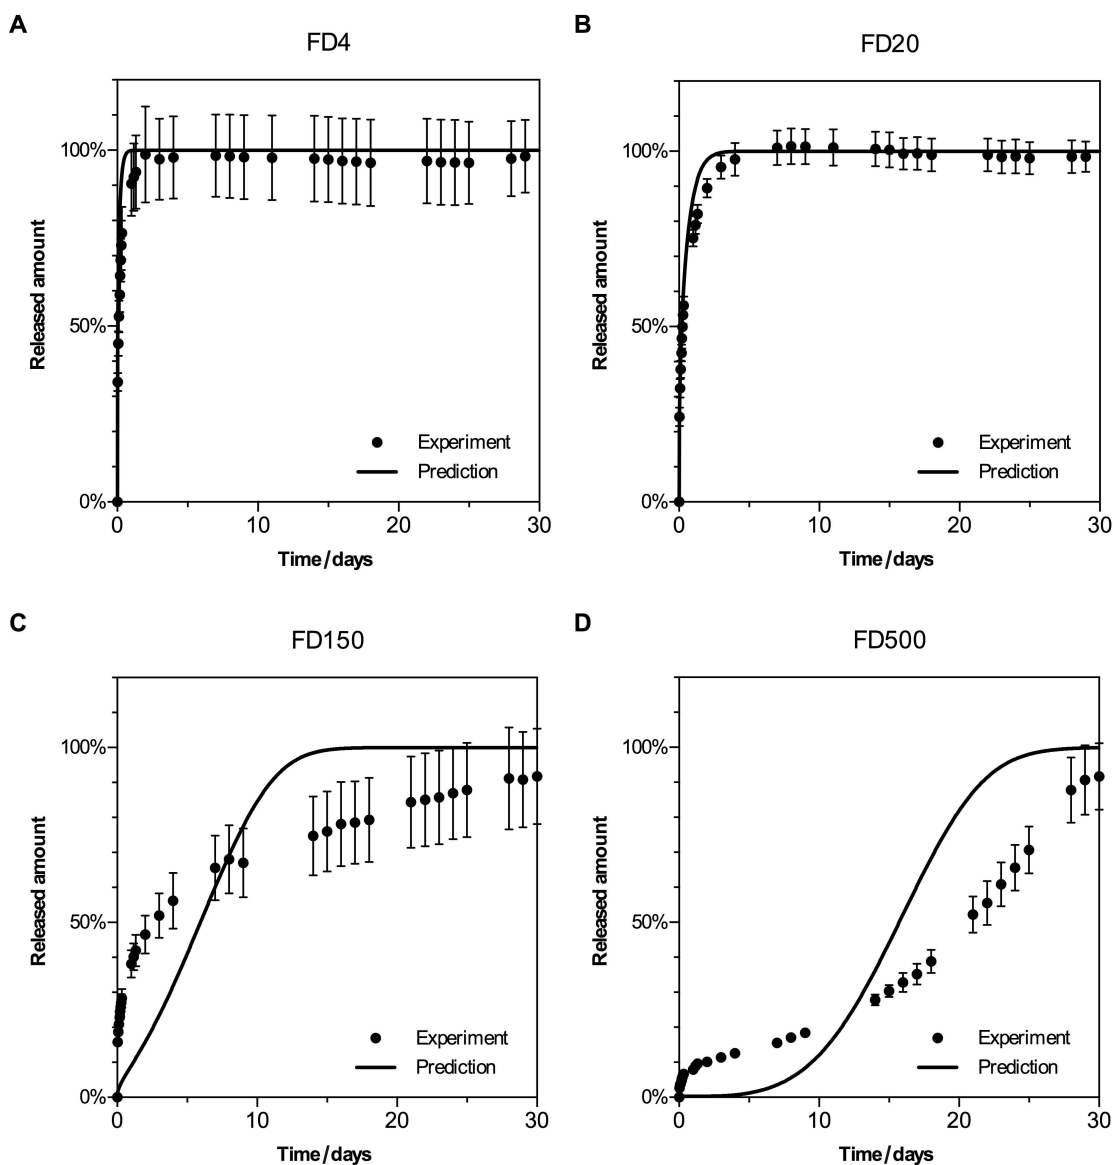 A
FD4
100%
50%
0%
Released amount
Experiment
Prediction
0
10
20
30
Time/days
B
FD20
100%
50%
0%
Released amount
Experiment
Prediction
0
10
20
30
Time/days
C
FD150
100%
50%
0%
Released amount
Experiment
Prediction
0
10
20
30
Time/days
D
FD500
100%
50%
0%
Released amount
Experiment
Prediction
0
10
20
30
Time/days